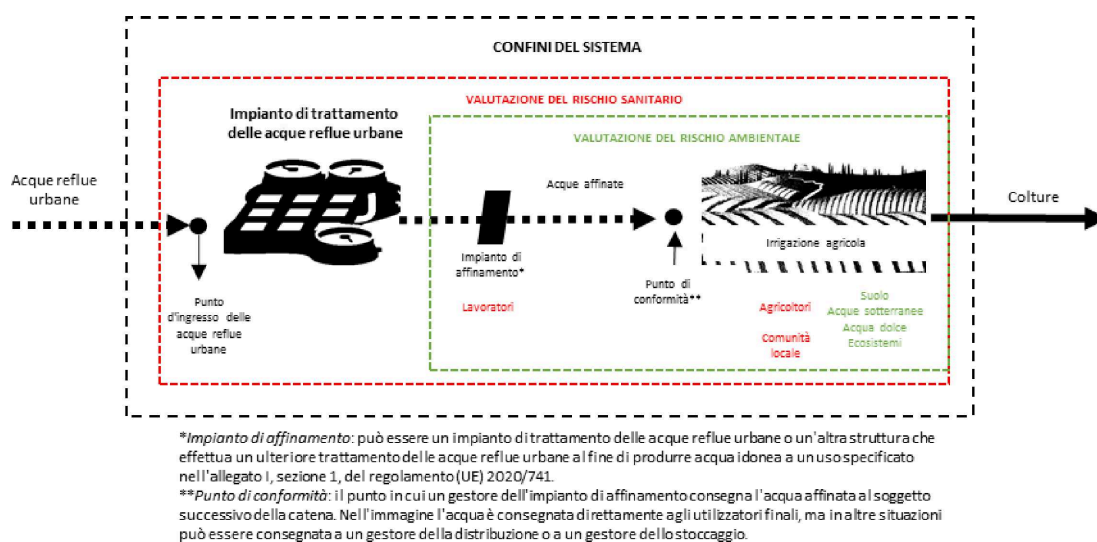 CONFINI DEL SISTEMA
VALUTAZIONE DEL RISCHIO SANITARIO
Impianto di trattamento
delle acque reflue urbane
VALUTAZIONE DEL RISCHIO AMBIENTALE
Acque reflue
urbane
Acque affinate
Colture
Irrigazione agricola
Impianto di
affinamento*
Punto di
conformità**
Punto
d'ingresso delle
acque reflue
urbane
Lavoratori
Agricoltori
Comunità
locale
Suolo
Acque sotterranee
Acqua dolce
Ecosistemi
*Impianto di affinamento: può essere un impianto di trattamento delle acque reflue urbane o un'altra struttura che
effettua un ulteriore trattamento delle acque reflue urbane al fine di produrre acqua idonea a un uso specificato
nell'allegato I, sezione 1, del regolamento (UE) 2020/741.
**Punto di conformità: il punto in cui un gestore dell'impianto di affinamento consegna l'acqua affinata al soggetto
successivo della catena. Nell'immagine l'acqua è consegnata direttamente agli utilizzatori finali, ma in altre situazioni
può essere consegnata a un gestore della distribuzione o a un gestore dello stoccaggio.